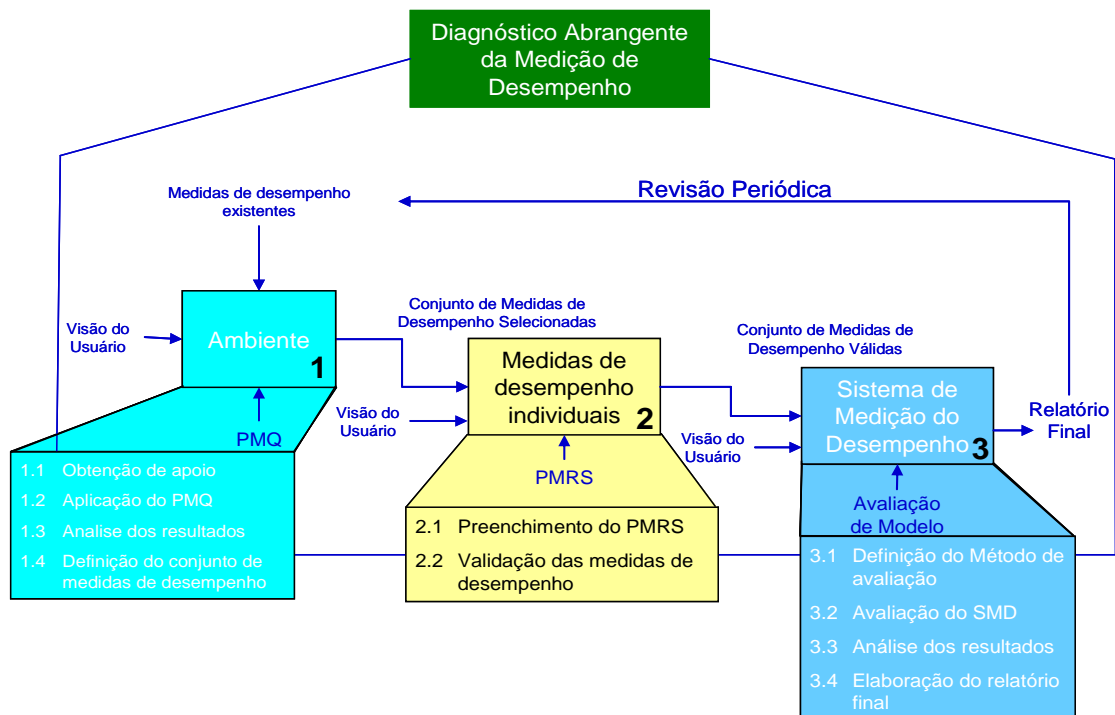 Diagnóstico Abrangente
da Medição de
Desempenho
Revisão Periódica
Medidas de desempenho
existentes
Visão do
Usuário
Ambiente
1
PMQ
Conjunto de Medidas de
Desempenho Selecionadas
Visão do
Usuário
Medidas de
desempenho
individuais
2
PMRS
Conjunto de Medidas de
Desempenho Válidas
Visão do
Usuário
Sistema de
Medição do
Desempenho
3
Avaliação
de Modelo
Relatório
Final
1.1 Obtenção de apoio
1.2 Aplicação do PMQ
1.3 Analise dos resultados
1.4 Definição do conjunto de
medidas de desempenho
2.1 Preenchimento do PMRS
2.2 Validação das medidas de
desempenho
3.1 Definição do Método de
avaliação
3.2 Avaliação do SMD
3.3 Análise dos resultados
3.4 Elaboração do relatório
final